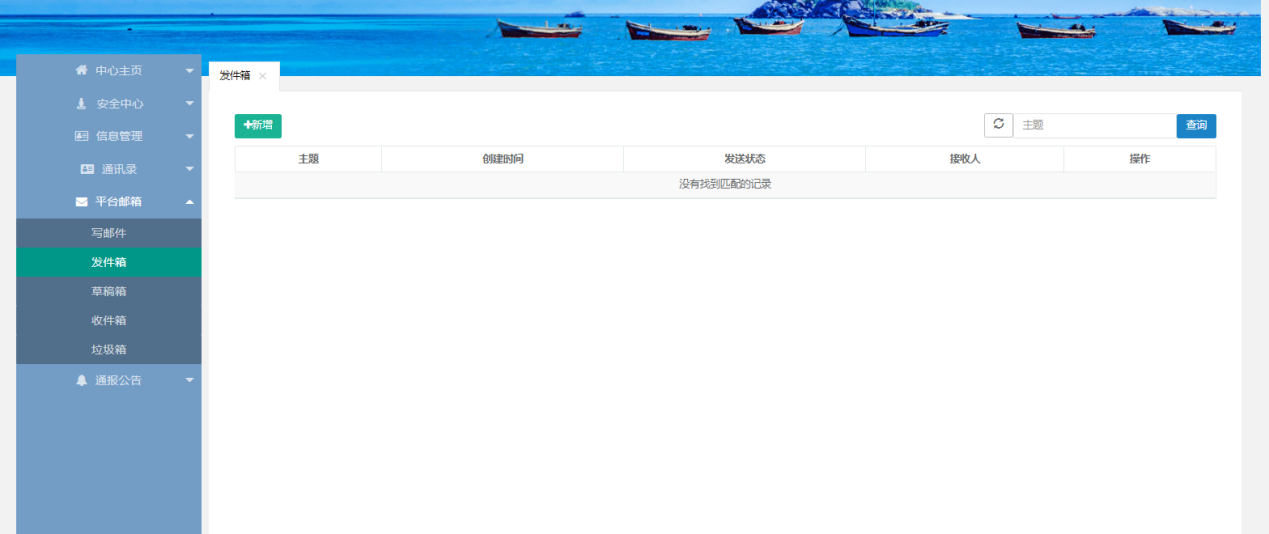 中心主页
安全中心
信息管理
通讯录
平台邮箱
写邮件
发件箱
草稿箱
收件箱
垃圾箱
通报公告
发件箱 ×
+新增
主题 查询
主题 创建时间 发送状态 接收人 操作
没有找到匹配的记录